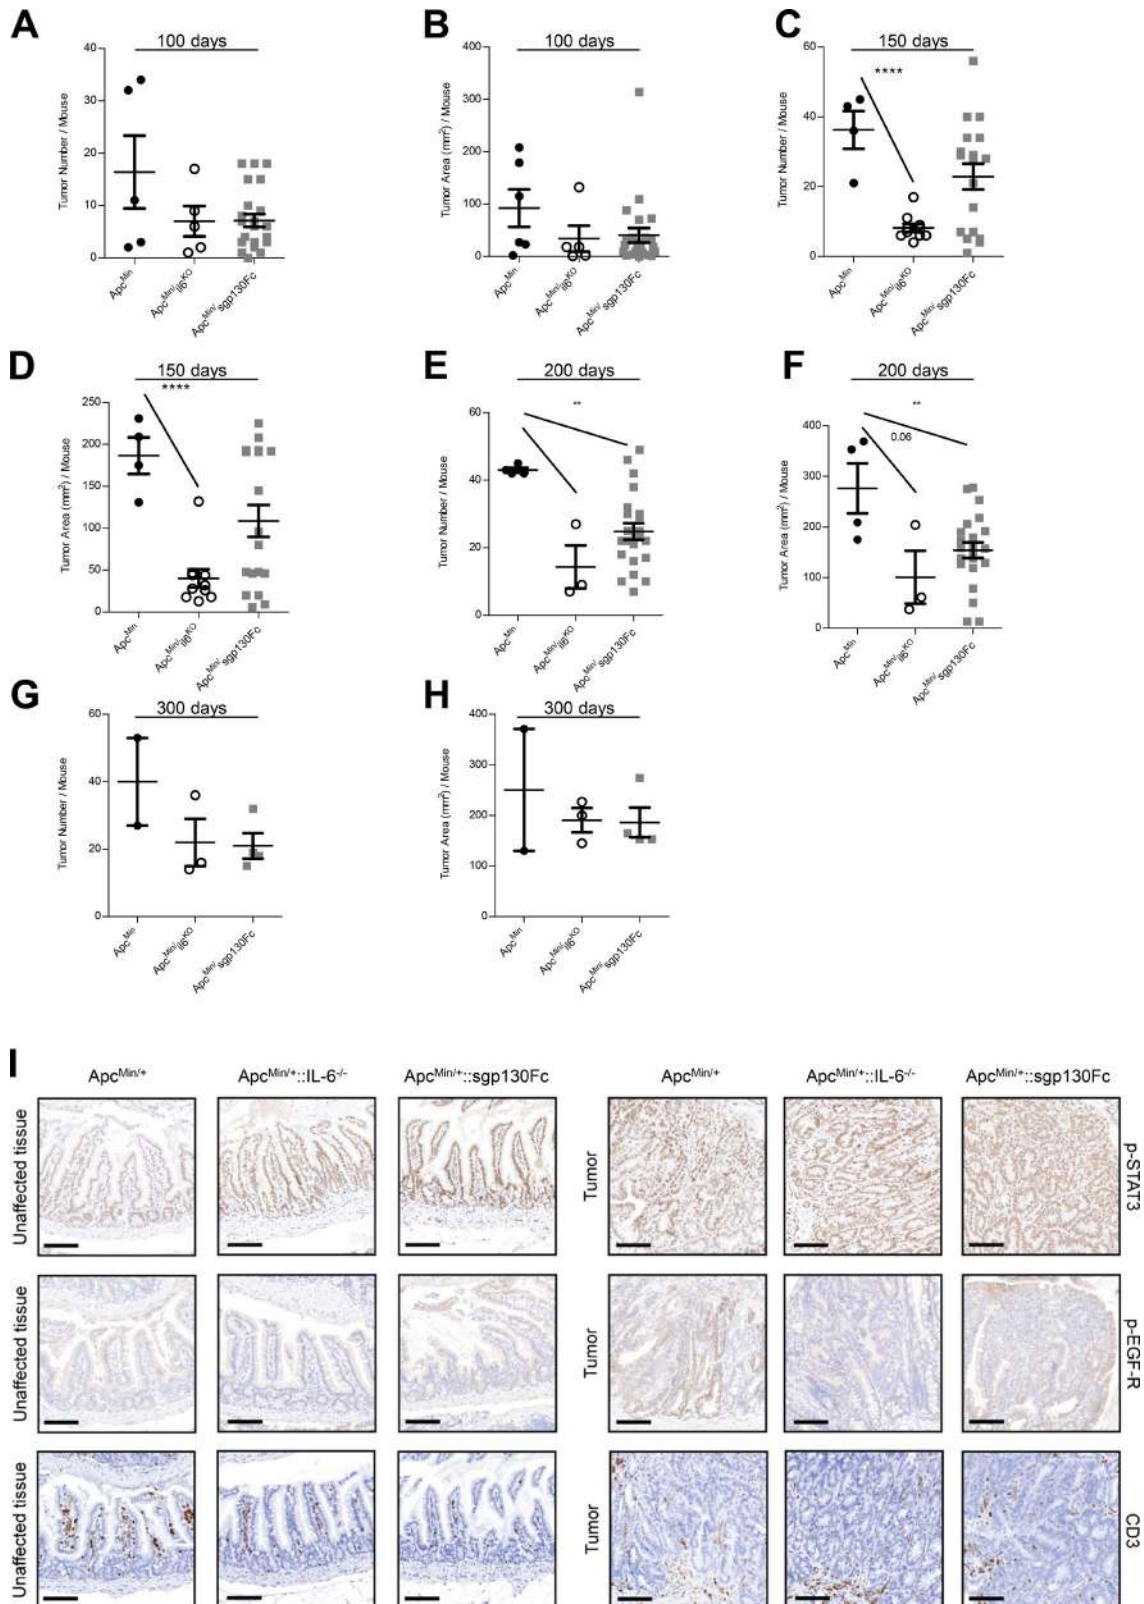 A
100 days
Tumor Number / Mouse
40
30
20
10
0
Apc^Min
Apc^Min/ Il6^KO
Apc^Min/ sgp130Fc
B
100 days
Tumor Area (mm²) / Mouse
400
300
200
100
0
Apc^Min
Apc^Min/ Il6^KO
Apc^Min/ sgp130Fc
C
150 days
****
Tumor Number / Mouse
60
40
20
0
Apc^Min
Apc^Min/ Il6^KO
Apc^Min/ sgp130Fc
D
150 days
****
Tumor Area (mm²) / Mouse
250
200
150
100
50
0
Apc^Min
Apc^Min/ Il6^KO
Apc^Min/ sgp130Fc
E
200 days
**
Tumor Number / Mouse
60
40
20
0
Apc^Min
Apc^Min/ Il6^KO
Apc^Min/ sgp130Fc
F
200 days
**
0.06
Tumor Area (mm²) / Mouse
400
300
200
100
0
Apc^Min
Apc^Min/ Il6^KO
Apc^Min/ sgp130Fc
G
300 days
Tumor Number / Mouse
60
40
20
0
Apc^Min
Apc^Min/ Il6^KO
Apc^Min/ sgp130Fc
H
300 days
Tumor Area (mm²) / Mouse
400
300
200
100
0
Apc^Min
Apc^Min/ Il6^KO
Apc^Min/ sgp130Fc
I
Apc^Min/+
Apc^Min/+::IL-6^-/-
Apc^Min/+::sgp130Fc
Apc^Min/+
Apc^Min/+::IL-6^-/-
Apc^Min/+::sgp130Fc
Unaffected tissue
Tumor
p-STAT3
Unaffected tissue
Tumor
p-EGF-R
Unaffected tissue
Tumor
CD3